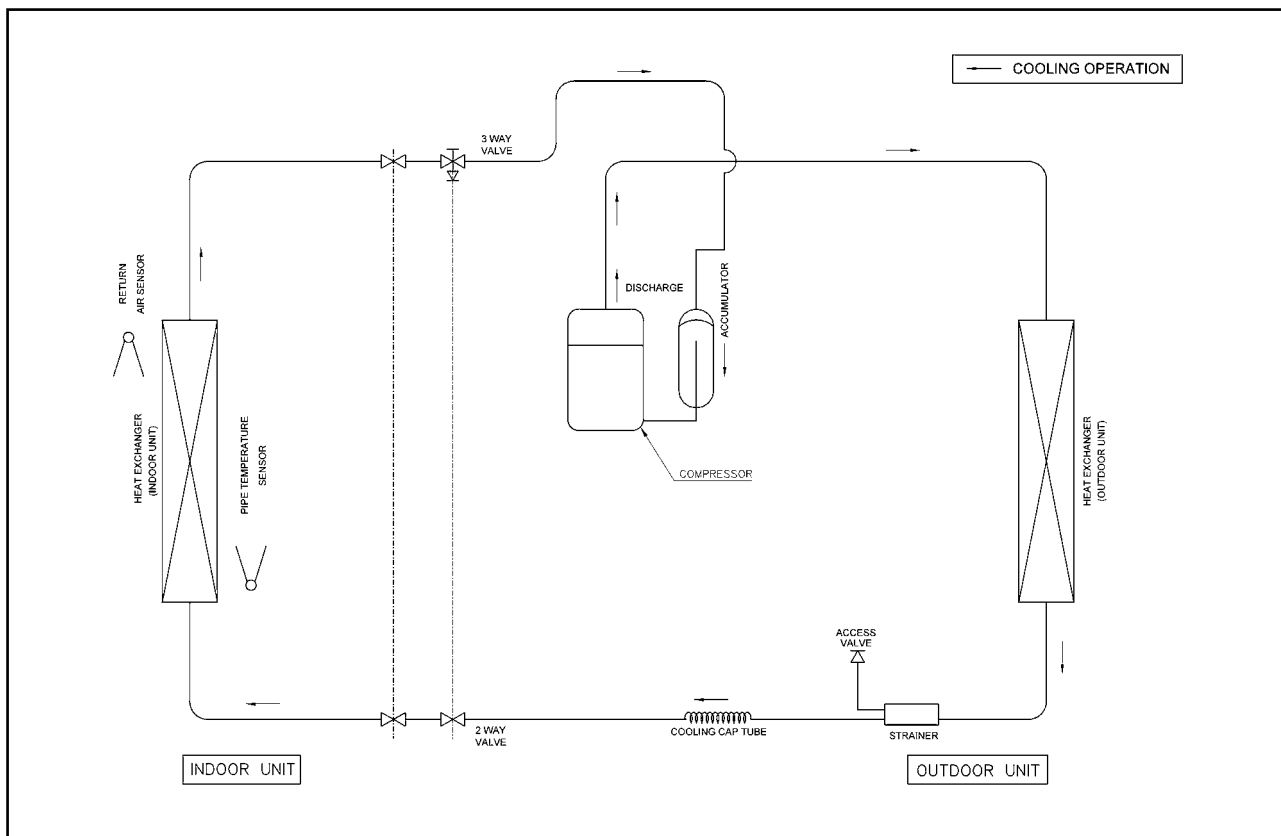 COOLING OPERATION
3 WAY
VALVE
RETURN
AIR SENSOR
DISCHARGE
ACCUMULATOR
HEAT EXCHANGER
(INDOOR UNIT)
PIPE TEMPERATURE
SENSOR
COMPRESSOR
HEAT EXCHANGER
(OUTDOOR UNIT)
ACCESS
VALVE
2 WAY
VALVE
COOLING CAP TUBE
STRAINER
INDOOR UNIT
OUTDOOR UNIT